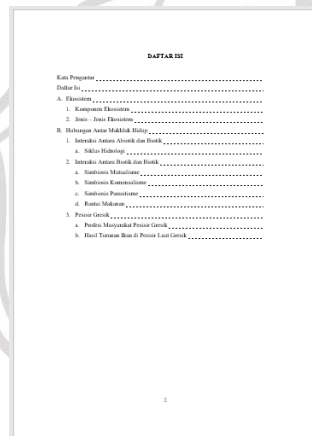 DAFTAR ISI
Kata Pengantar
Daftar Isi
A. Ekosistem
1. Komponen Ekosistem
2. Jenis – Jenis Ekosistem
B. Hubungan Antar Makhluk Hidup
1. Interaksi Antara Abiotik dan Biotik
a. Siklus Hidrologi
2. Interaksi Antara Biotik dan Biotik
a. Simbiosis Mutualisme
b. Simbiosis Komensalisme
c. Simbiosis Parasitisme
d. Rantai Makanan
3. Pesisir Gresik
a. Profesi Masyarakat Pesisir Gresik
b. Hasil Turunan Ikan di Pesisir Laut Gresik
2